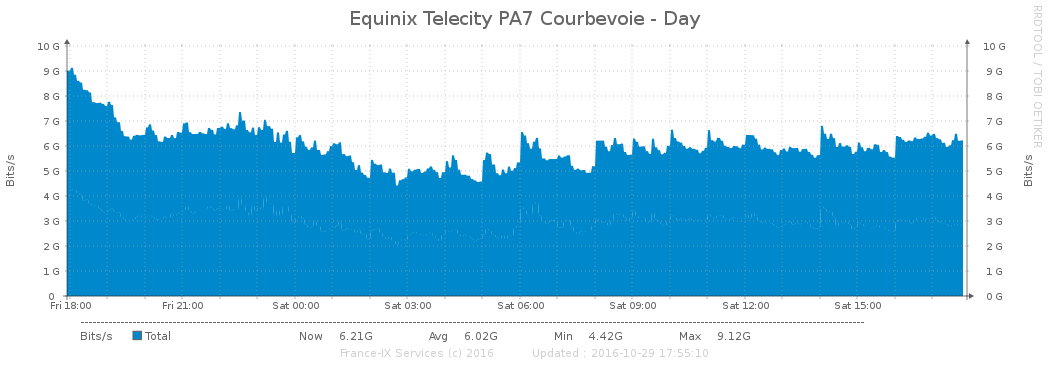 Equinix Telecity PA7 Courbevoie - Day
RRDTOOL / TOBI OETIKER
Bits/s
10 G
9 G
8 G
7 G
6 G
5 G
4 G
3 G
2 G
1 G
0
10 G
9 G
8 G
7 G
6 G
5 G
4 G
3 G
2 G
1 G
0 G
Bits/s
Fri 18:00 Fri 21:00 Sat 00:00 Sat 03:00 Sat 06:00 Sat 09:00 Sat 12:00 Sat 15:00
Bits/s Total Now 6.21G Avg 6.02G Min 4.42G Max 9.12G
France-IX Services (c) 2016 Updated : 2016-10-29 17:55:10